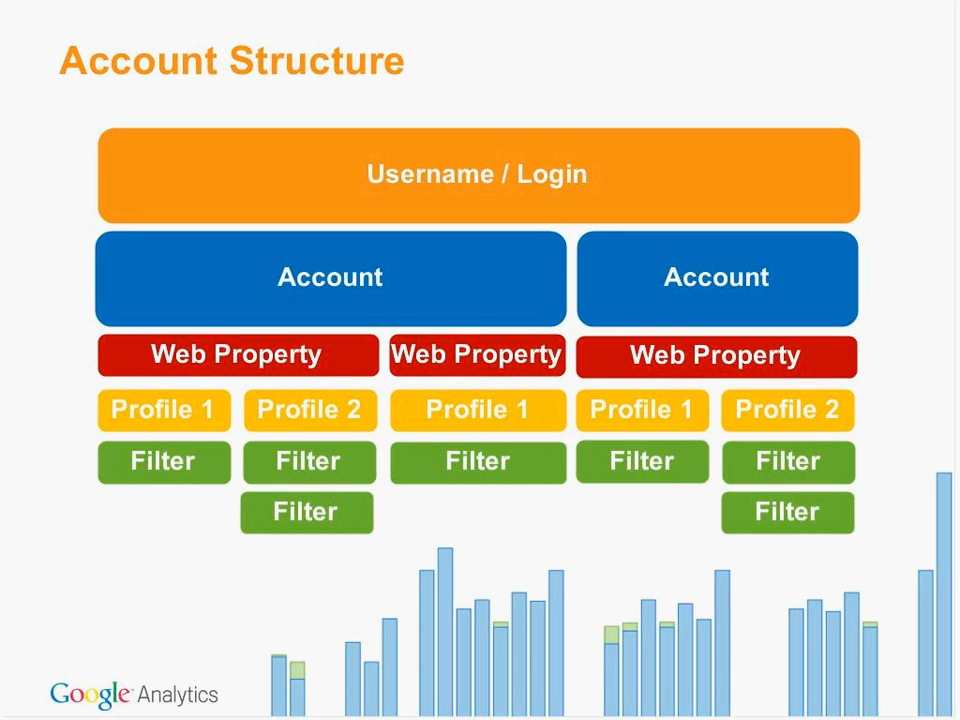 Account Structure
Username / Login
Account Account
Web Property Web Property Web Property
Profile 1 Profile 2 Profile 1 Profile 1 Profile 2
Filter Filter Filter Filter Filter
Filter Filter
Google Analytics